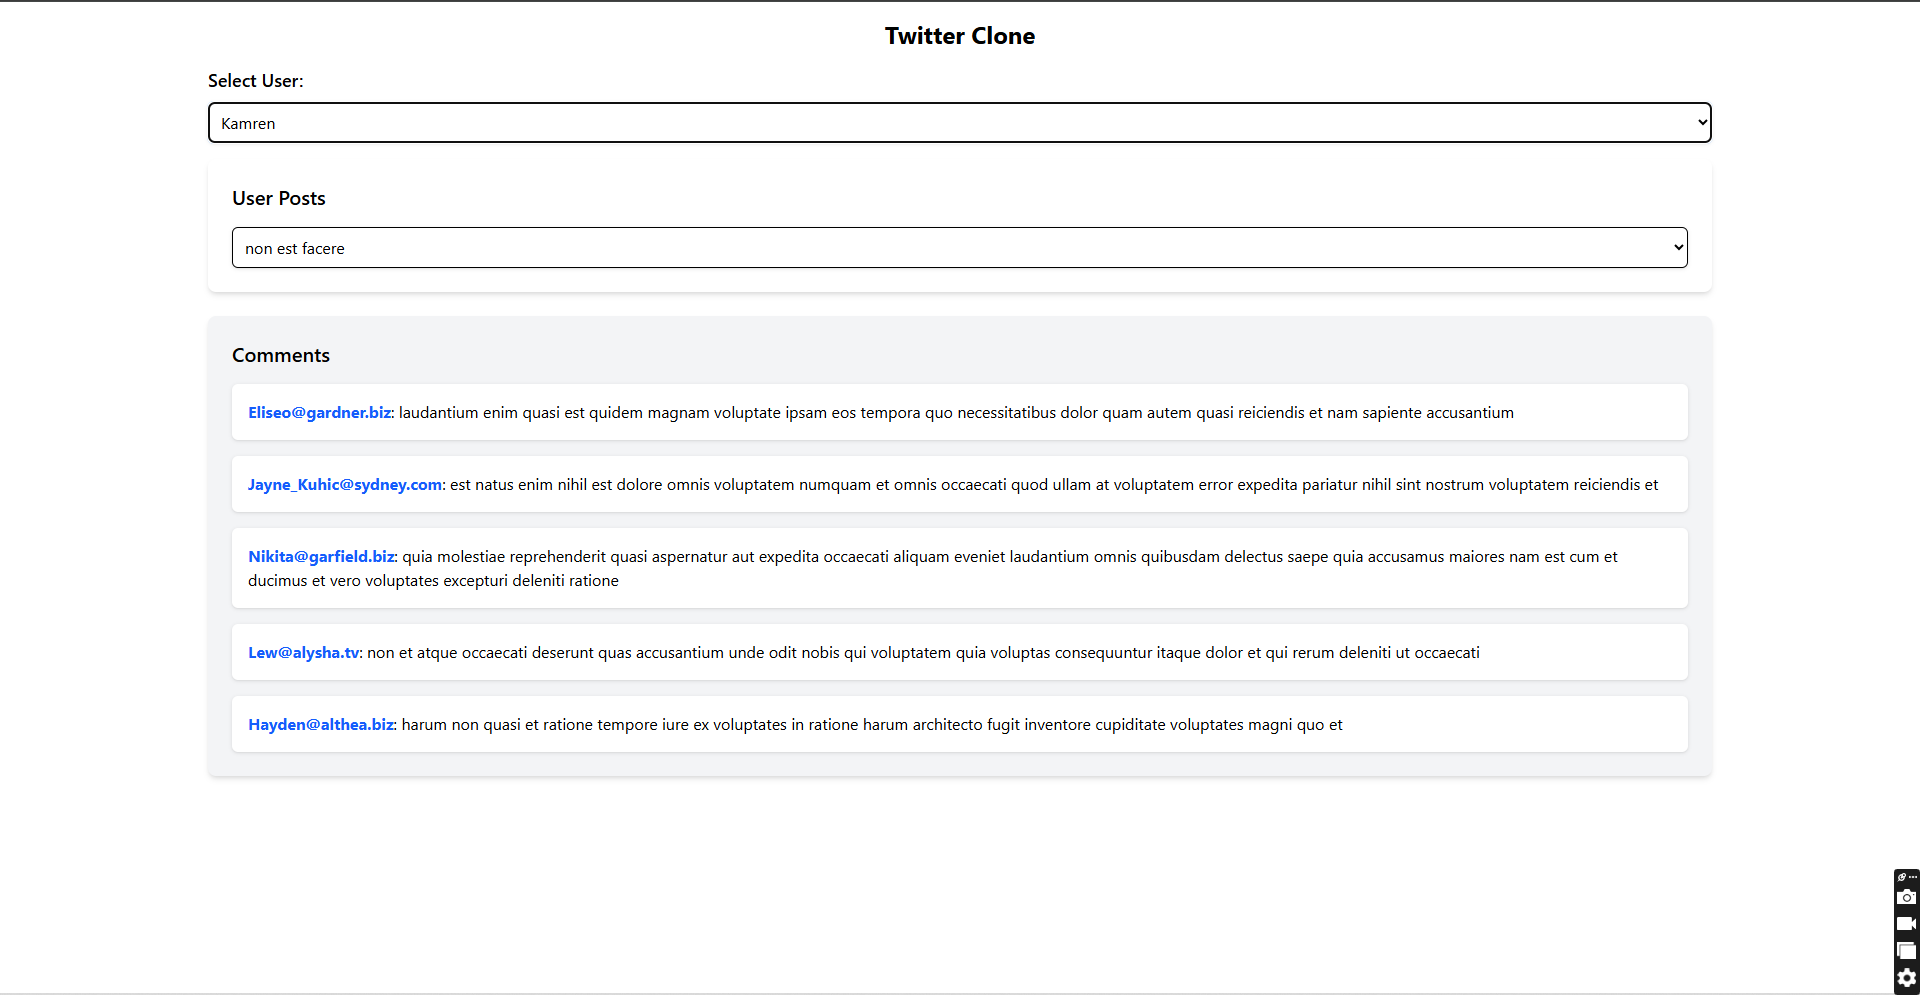 Twitter Clone
Select User:
Kamren
User Posts
non est facere
Comments
Eliseo@gardner.biz: laudantium enim quasi est quidem magnam voluptate ipsam eos tempora quo necessitatibus dolor quam autem quasi reiciendis et nam sapiente accusantium
Jayne_Kuhic@sydney.com: est natus enim nihil est dolore omnis voluptatem numquam et omnis occaecati quod ullam at voluptatem error expedita pariatur nihil sint nostrum voluptatem reiciendis et
Nikita@garfield.biz: quia molestiae reprehenderit quasi aspernatur aut expedita occaecati aliquam eveniet laudantium omnis quibusdam delectus saepe quia accusamus maiores nam est cum et
ducimus et vero voluptates excepturi deleniti ratione
Lew@alysha.tv: non et atque occaecati deserunt quas accusantium unde odit nobis qui voluptatem quia voluptas consequuntur itaque dolor et qui rerum deleniti ut occaecati
Hayden@althea.biz: harum non quasi et ratione tempore iure ex voluptates in ratione harum architecto fugit inventore cupiditate voluptates magni quo et